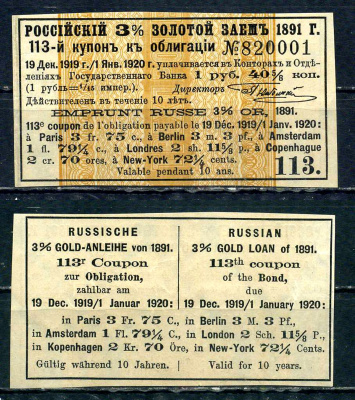 РОССІЙСКІЙ 3% ЗОЛОТОЙ ЗАЕМЪ 1891 Г.
113-й купонъ къ облигаціи №820001
19 Дек. 1919 г./1 Янв. 1920 г. уплачивается въ Конторахъ и Отдѣ-
леніяхъ Государственнаго Банка 1 руб. 40⅝ коп.
(1 рубль = 1/15 импер.). Директоръ
Дѣйствителенъ въ теченіе 10 лѣтъ.
EMPRUNT RUSSE 3% OR, 1891.
113e coupon de l'obligation payable le 19 Déc. 1919/1 Janv. 1920:
à Paris 3 fr. 75 c., à Berlin 3 m. 3 pf., à Amsterdam
1 fl. 79¼ c., à Londres 2 sh. 11⅝ p., à Copenhague
2 cr. 70 ores, à New-York 72¼ cents.
Valable pendant 10 ans.
113.
RUSSISCHE
3% GOLD-ANLEIHE von 1891.
113r Coupon
zur Obligation,
zahlbar am
19 Dec. 1919/1 Januar 1920:
RUSSIAN
3% GOLD LOAN of 1891.
113th coupon
of the Bond,
due
19 Dec. 1919/1 January 1920:
in Paris 3 Fr. 75 C., in Berlin 3 M. 3 Pf.,
in Amsterdam 1 Fl. 79¼ C., in London 2 Sh. 11⅝ P.,
in Kopenhagen 2 Kr. 70 Öre, in New-York 72¼ Cents.
Gültig während 10 Jahren.
Valid for 10 years.